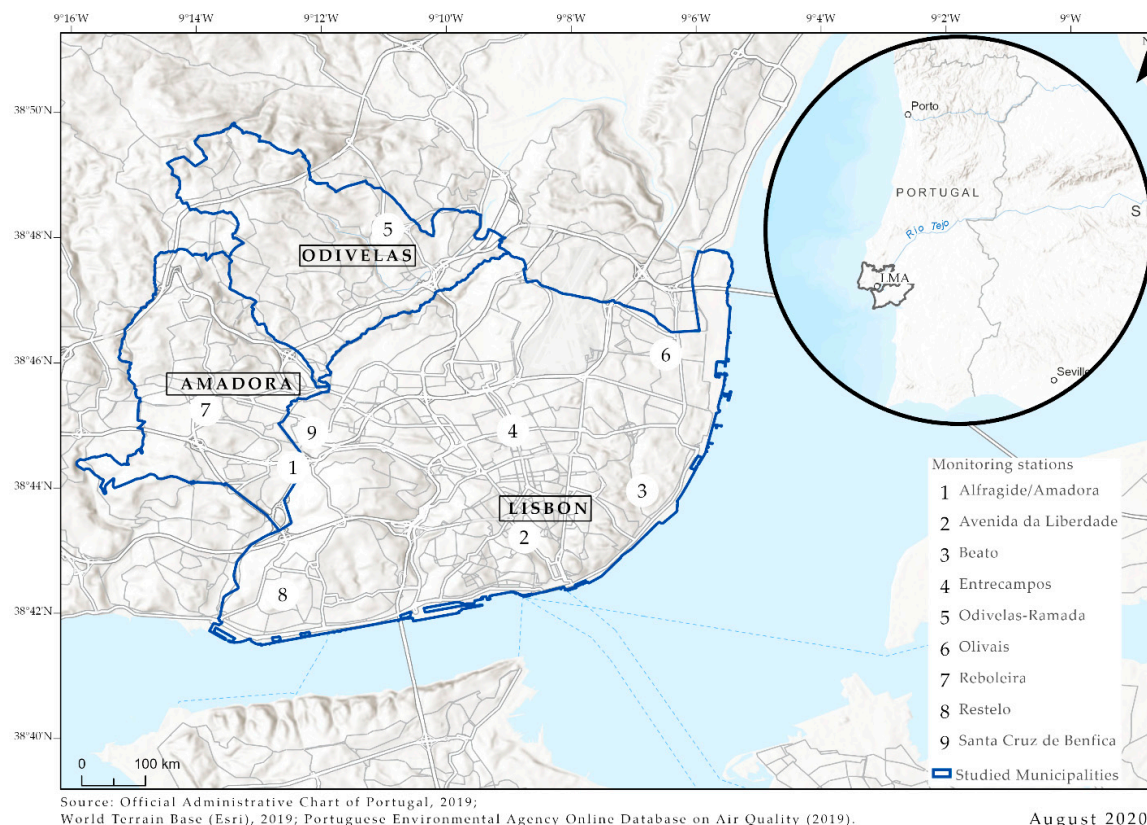 9°16'W 9°14'W 9°12'W 9°10'W 9°8'W 9°6'W 9°4'W 9°2'W 9°W
N
38°50'N
Porto
PORTUGAL
S
Rio Tejo
5
38°48'N
ODIVELAS
LMA
6
38°46'N
AMADORA
7
Seville
9
4
1
38°44'N
3
LISBON
2
8
38°42'N
38°40'N
Monitoring stations
1 Alfragide/Amadora
2 Avenida da Liberdade
3 Beato
4 Entrecampos
5 Odivelas-Ramada
6 Olivais
7 Reboleira
8 Restelo
9 Santa Cruz de Benfica
Studied Municipalities
0 100 km
Source: Official Administrative Chart of Portugal, 2019;
World Terrain Base (Esri), 2019; Portuguese Environmental Agency Online Database on Air Quality (2019).
August 2020